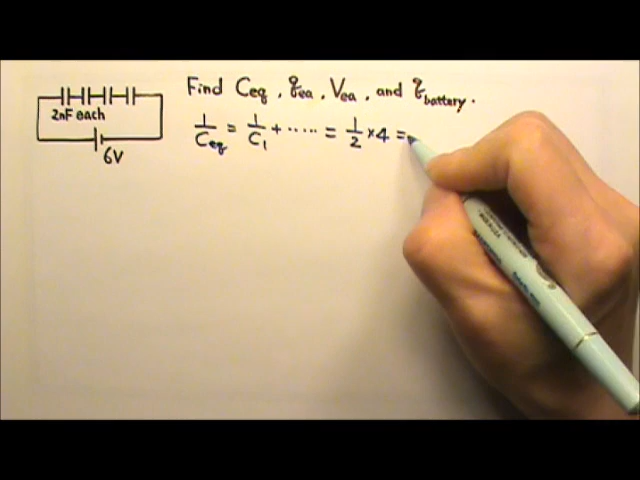 Find Ceq, qea, Vea, and qbattery.
2nF each
6V
1/Ceq = 1/C1 + ..... = 1/2 × 4 =